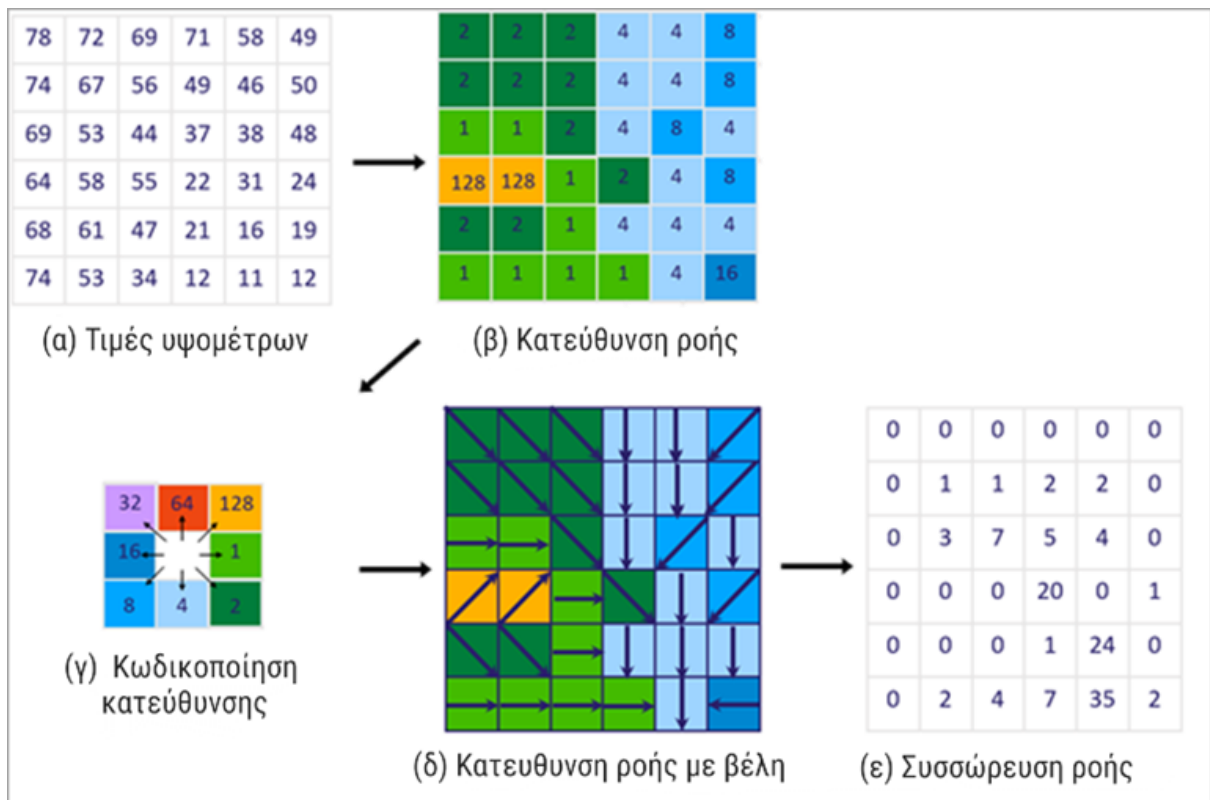 78 72 69 71 58 49
74 67 56 49 46 50
69 53 44 37 38 48
64 58 55 22 31 24
68 61 47 21 16 19
74 53 34 12 11 12
(α) Τιμές υψομέτρων
2 2 2 4 4 8
2 2 2 4 4 8
1 1 2 4 8 4
128 128 1 2 4 8
2 2 1 4 4 4
1 1 1 1 4 16
(β) Κατεύθυνση ροής
32 64 128
16 1
8 4 2
(γ) Κωδικοποίηση
κατεύθυνσης
(δ) Κατευθυνση ροής με βέλη
0 0 0 0 0 0
0 1 1 2 2 0
0 3 7 5 4 0
0 0 0 20 0 1
0 0 0 1 24 0
0 2 4 7 35 2
(ε) Συσσώρευση ροής